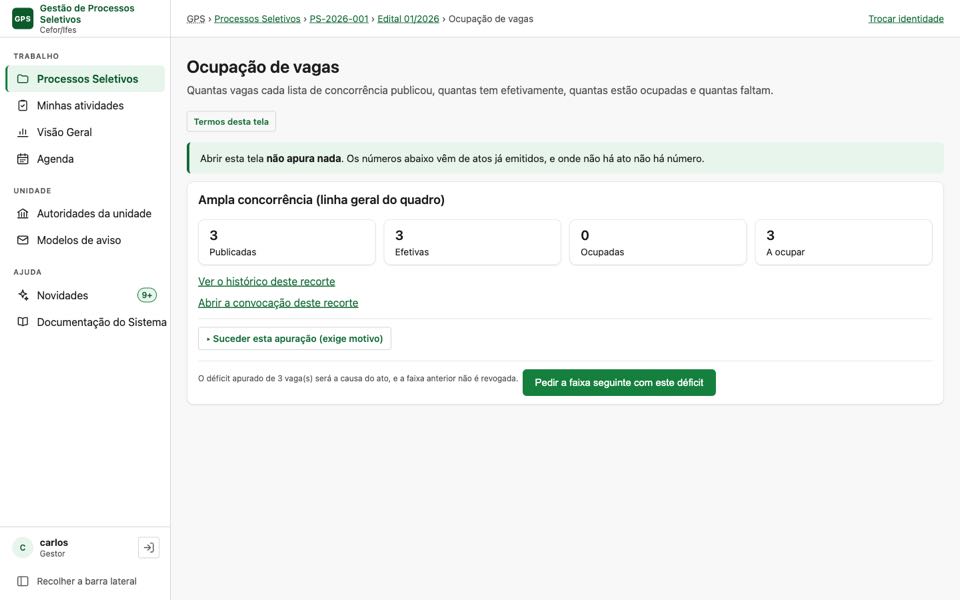 GPS
Gestão de Processos
Seletivos
Cefor/Ifes
TRABALHO
Processos Seletivos
Minhas atividades
Visão Geral
Agenda
UNIDADE
Autoridades da unidade
Modelos de aviso
AJUDA
Novidades 9+
Documentação do Sistema
C
carlos
Gestor
Recolher a barra lateral
GPS › Processos Seletivos › PS-2026-001 › Edital 01/2026 › Ocupação de vagas
Trocar identidade
Ocupação de vagas
Quantas vagas cada lista de concorrência publicou, quantas tem efetivamente, quantas estão ocupadas e quantas faltam.
Termos desta tela
Abrir esta tela não apura nada. Os números abaixo vêm de atos já emitidos, e onde não há ato não há número.
Ampla concorrência (linha geral do quadro)
3
Publicadas
3
Efetivas
0
Ocupadas
3
A ocupar
Ver o histórico deste recorte
Abrir a convocação deste recorte
▸ Suceder esta apuração (exige motivo)
O déficit apurado de 3 vaga(s) será a causa do ato, e a faixa anterior não é revogada.
Pedir a faixa seguinte com este déficit